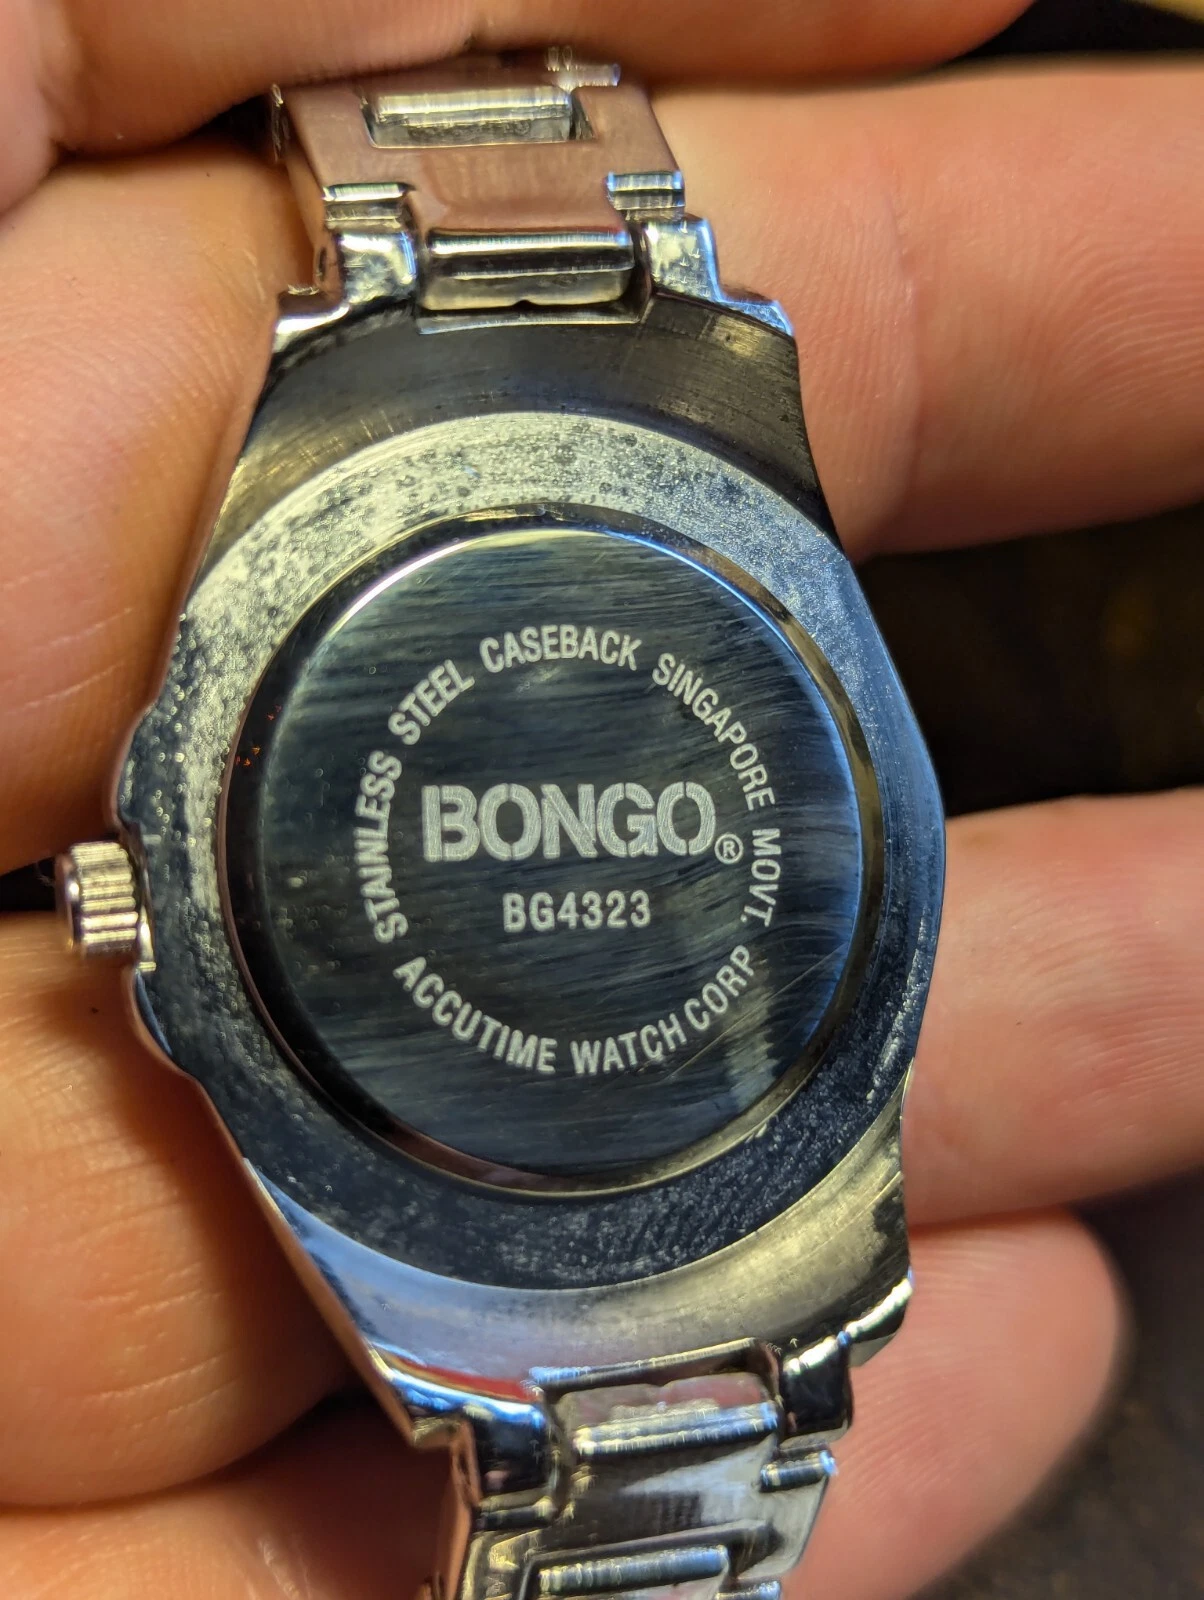 STAINLESS STEEL CASEBACK SINGAPORE MOVT.
BONGO®
BG4323
ACCUTIME WATCH CORP.